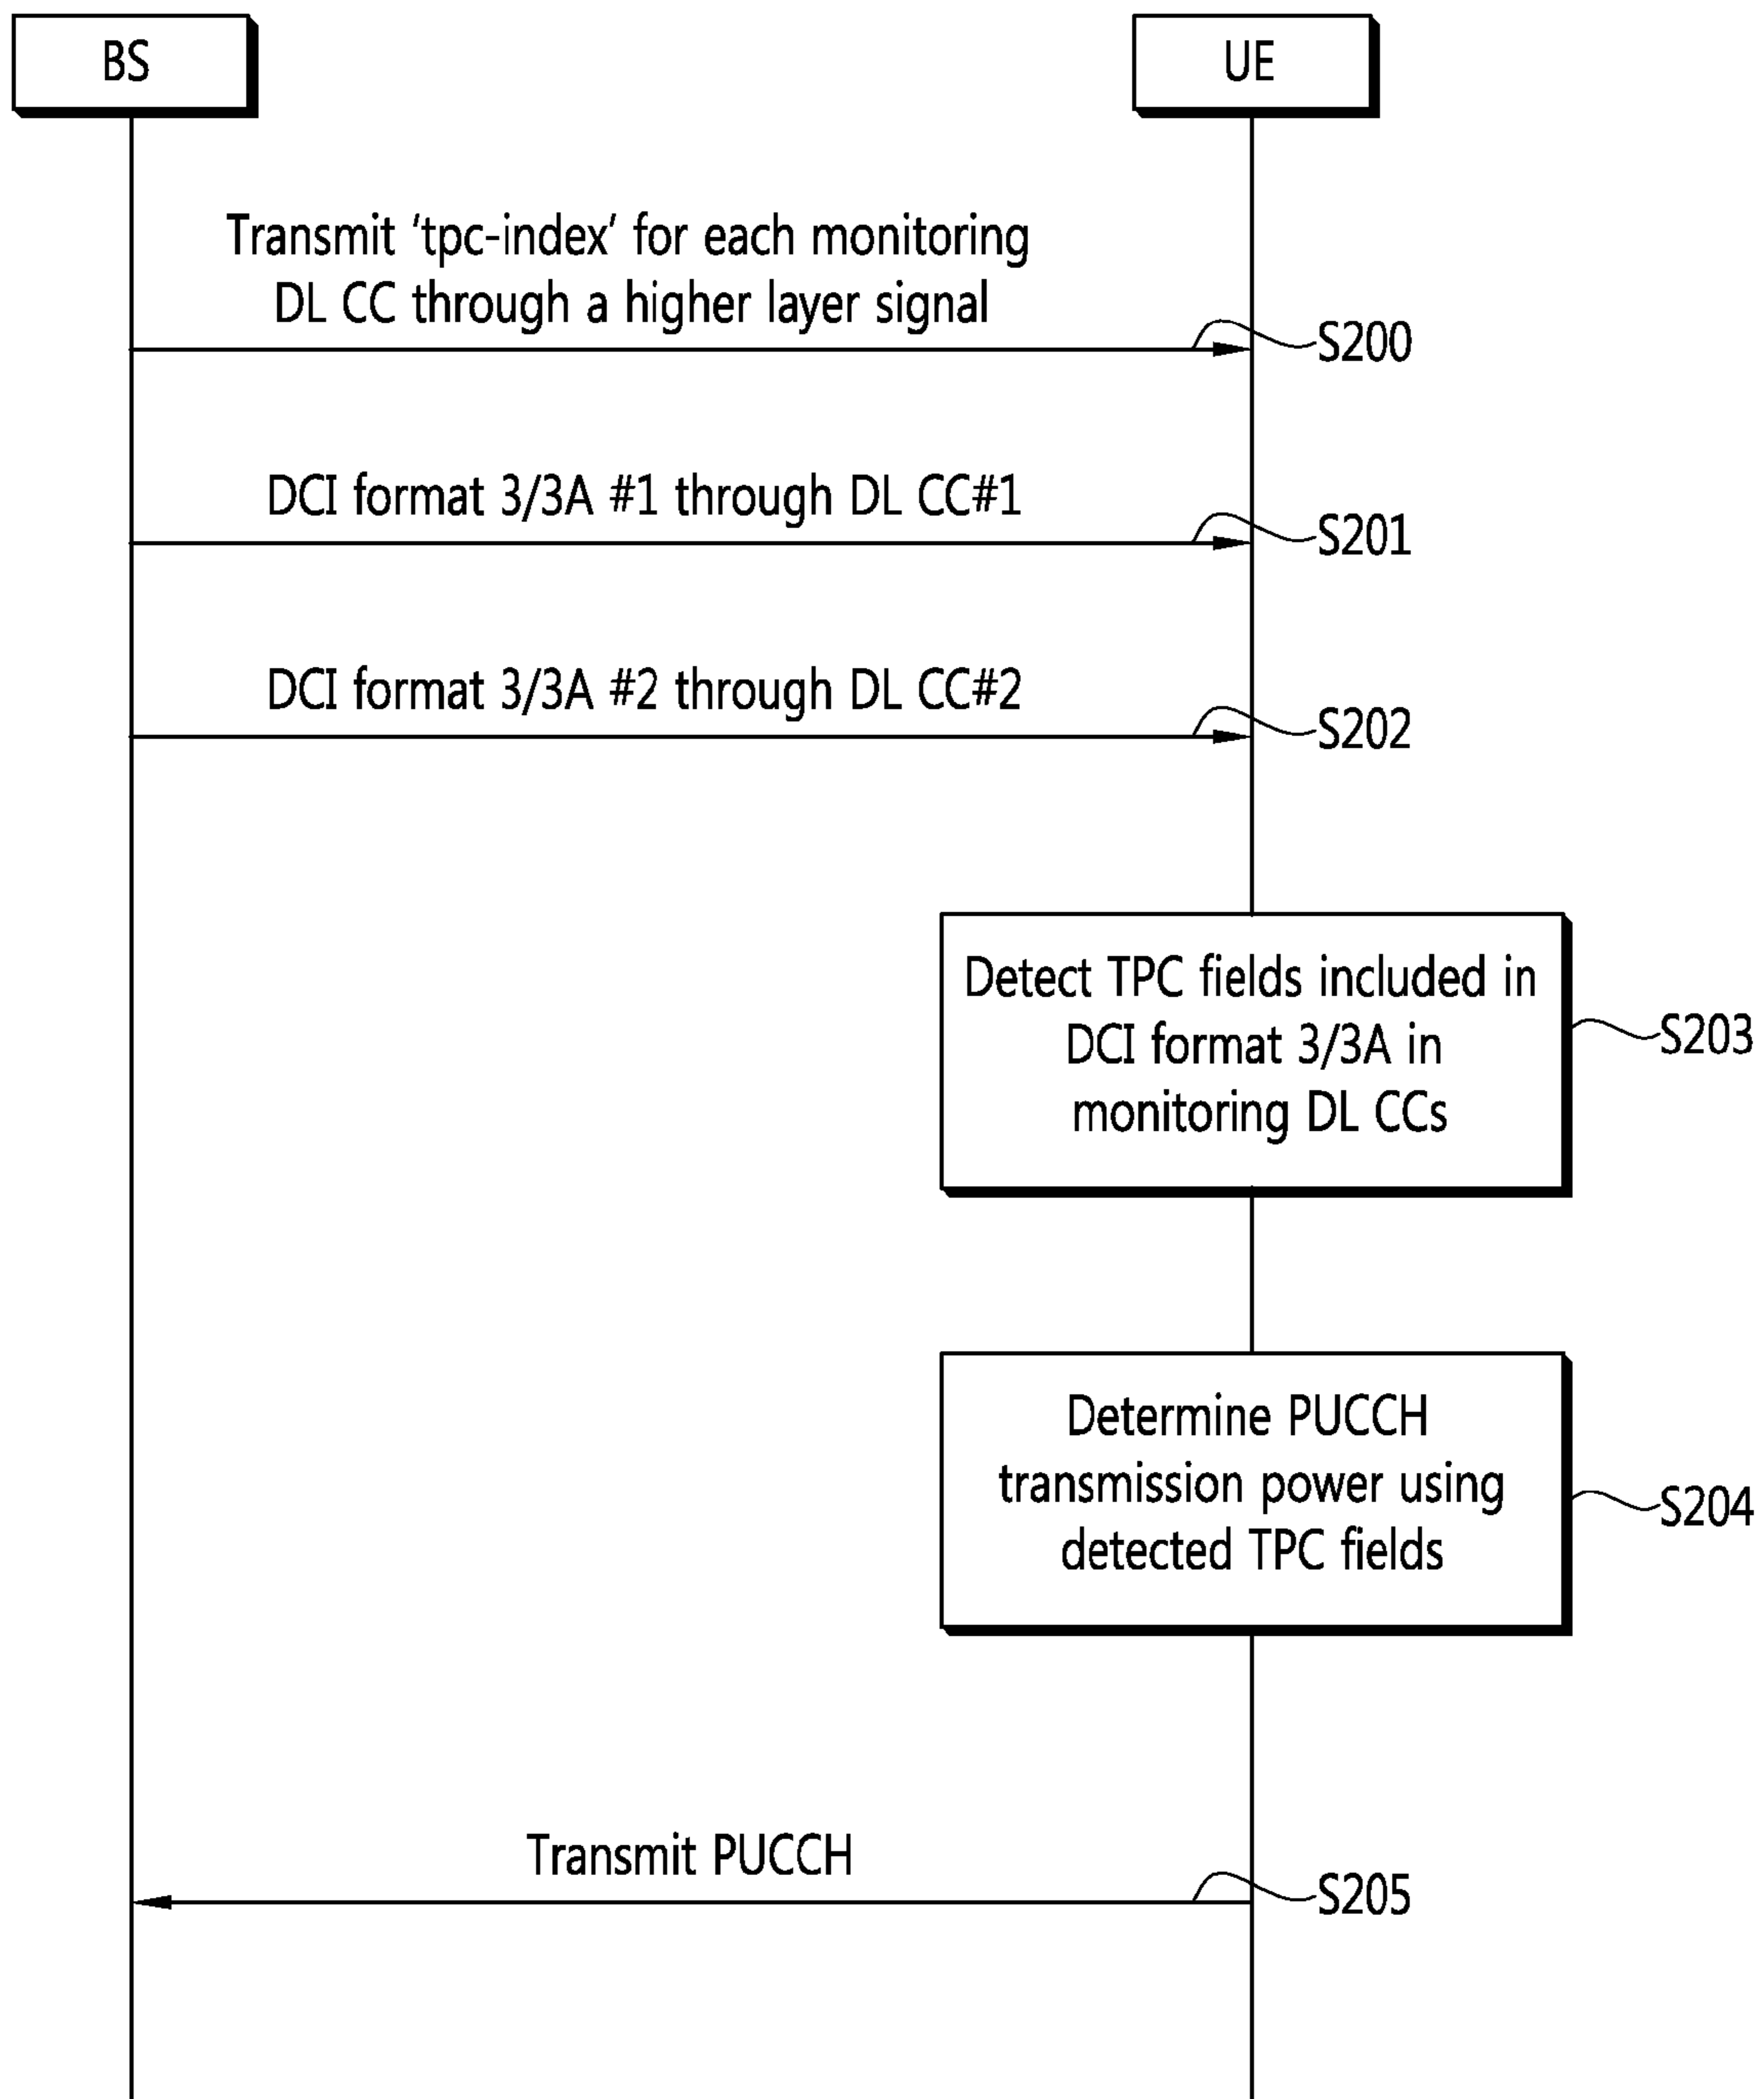 BS
UE
Transmit ‘tpc-index’ for each monitoring
DL CC through a higher layer signal
S200
DCI format 3/3A #1 through DL CC#1
S201
DCI format 3/3A #2 through DL CC#2
S202
Detect TPC fields included in
DCI format 3/3A in
monitoring DL CCs
S203
Determine PUCCH
transmission power using
detected TPC fields
S204
Transmit PUCCH
S205